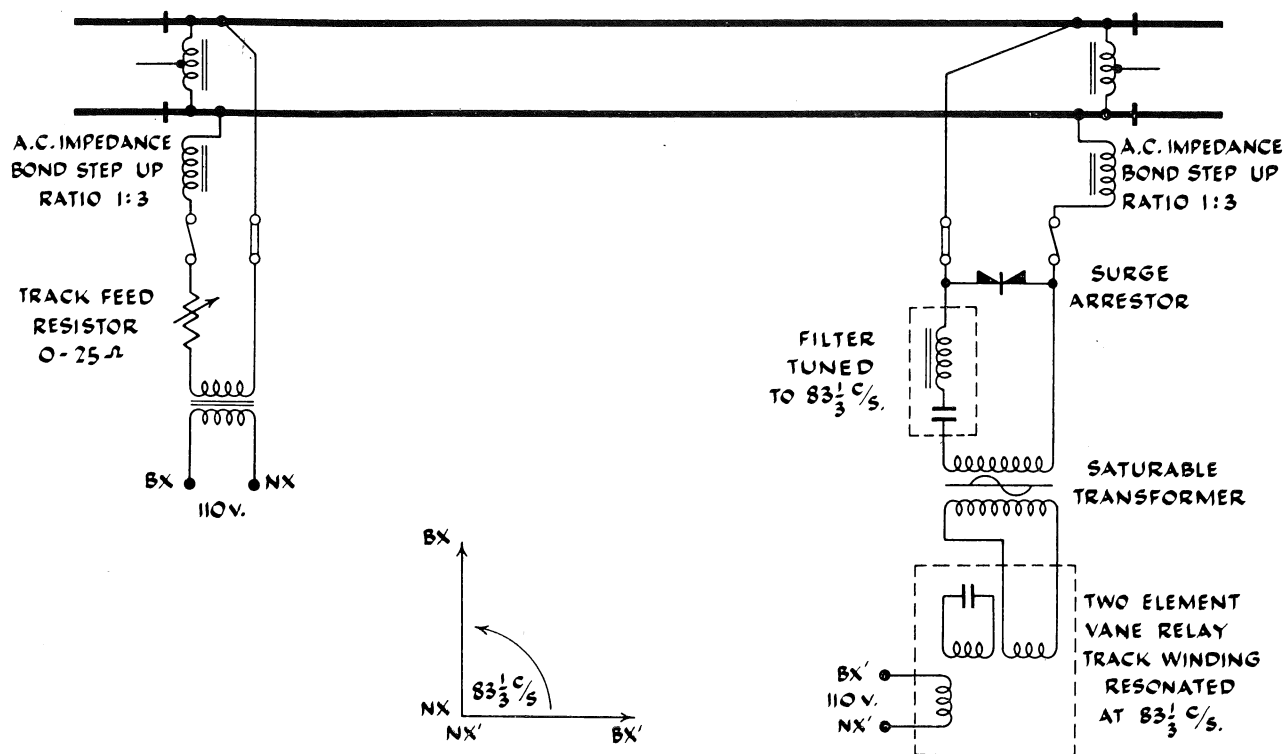 A.C. IMPEDANCE
BOND STEP UP
RATIO 1:3
A.C. IMPEDANCE
BOND STEP UP
RATIO 1:3
TRACK FEED
RESISTOR
0-25Ω
SURGE
ARRESTOR
FILTER
TUNED
TO 83⅓ C/S.
BX
NX
110V.
SATURABLE
TRANSFORMER
BX
83⅓ C/S
NX
NX'
BX'
BX'
110V.
NX'
TWO ELEMENT
VANE RELAY
TRACK WINDING
RESONATED
AT 83⅓ C/S.